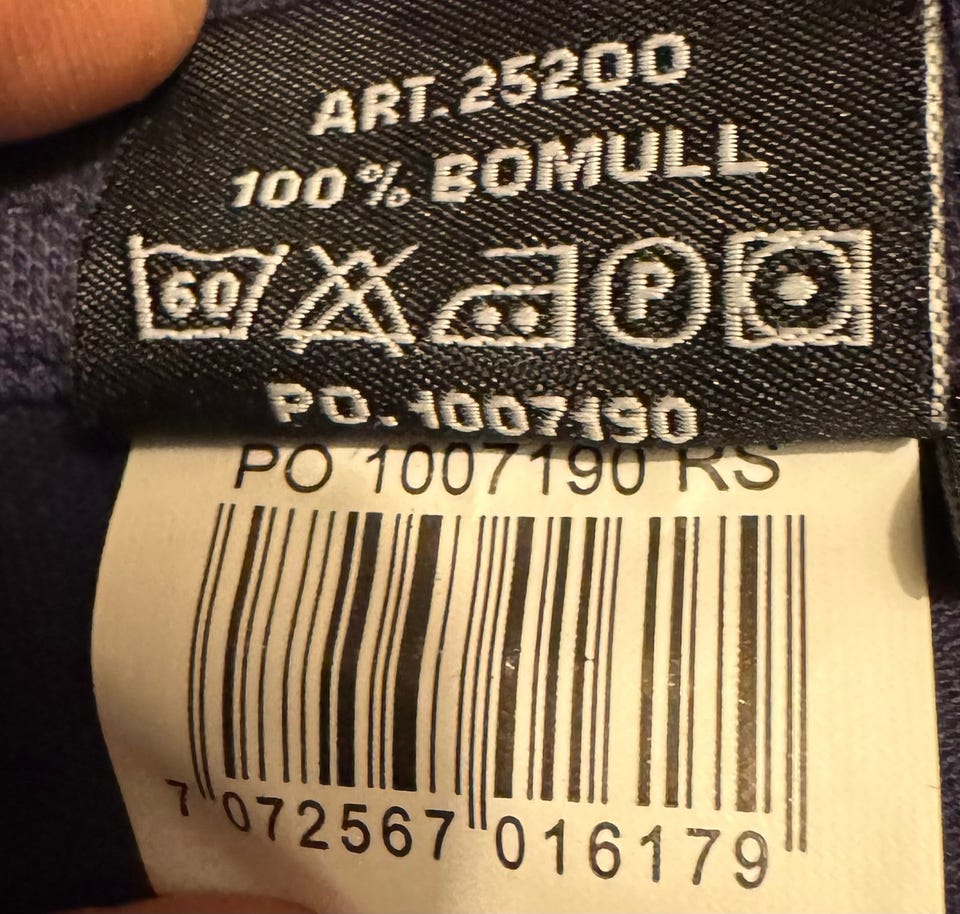 ART. 25200
100 % BOMULL
60 P
PO. 1007190
PO 1007190 RS
7 072567 016179